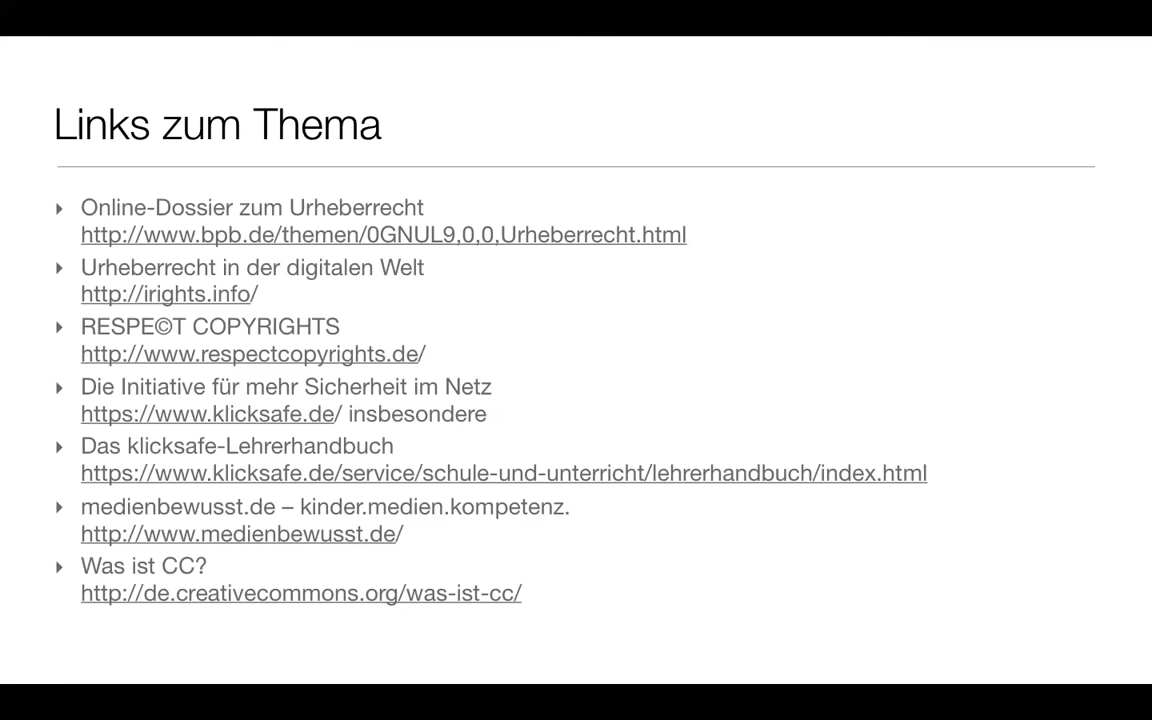 Links zum Thema
‣ Online-Dossier zum Urheberrecht
http://www.bpb.de/themen/0GNUL9,0,0,Urheberrecht.html
‣ Urheberrecht in der digitalen Welt
http://irights.info/
‣ RESPE©T COPYRIGHTS
http://www.respectcopyrights.de/
‣ Die Initiative für mehr Sicherheit im Netz
https://www.klicksafe.de/ insbesondere
‣ Das klicksafe-Lehrerhandbuch
https://www.klicksafe.de/service/schule-und-unterricht/lehrerhandbuch/index.html
‣ medienbewusst.de – kinder.medien.kompetenz.
http://www.medienbewusst.de/
‣ Was ist CC?
http://de.creativecommons.org/was-ist-cc/